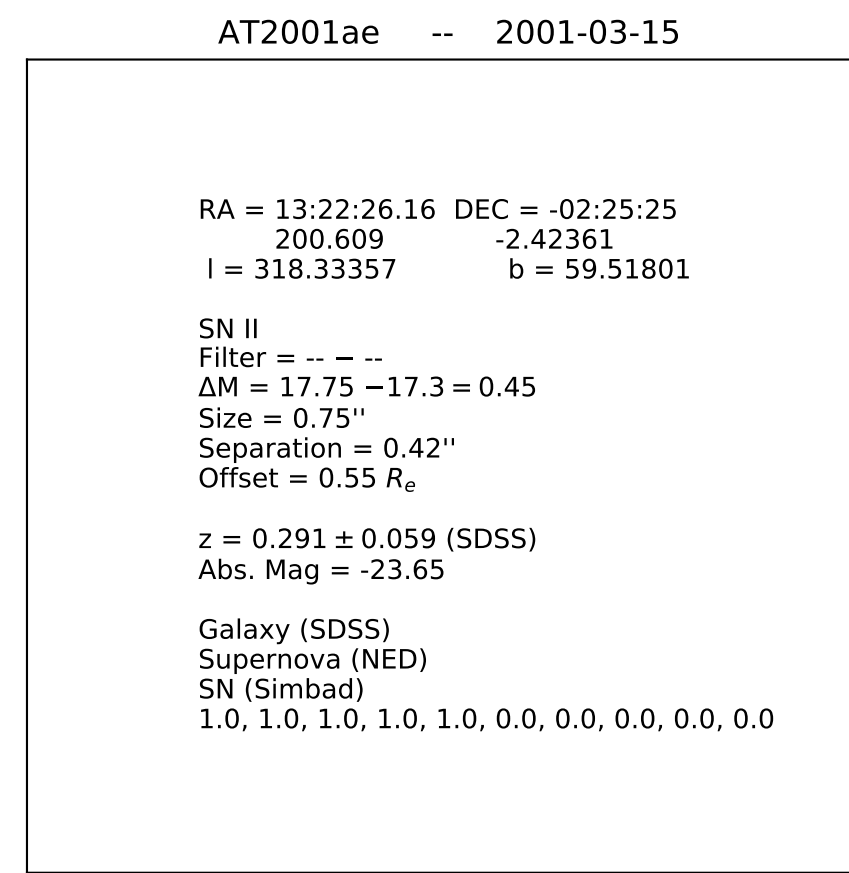 AT2001ae -- 2001-03-15
RA = 13:22:26.16 DEC = -02:25:25
200.609 -2.42361
l = 318.33357 b = 59.51801
SN II
Filter = -- − --
ΔM = 17.75 −17.3 = 0.45
Size = 0.75''
Separation = 0.42''
Offset = 0.55 Rₑ
z = 0.291 ± 0.059 (SDSS)
Abs. Mag = -23.65
Galaxy (SDSS)
Supernova (NED)
SN (Simbad)
1.0, 1.0, 1.0, 1.0, 1.0, 0.0, 0.0, 0.0, 0.0, 0.0